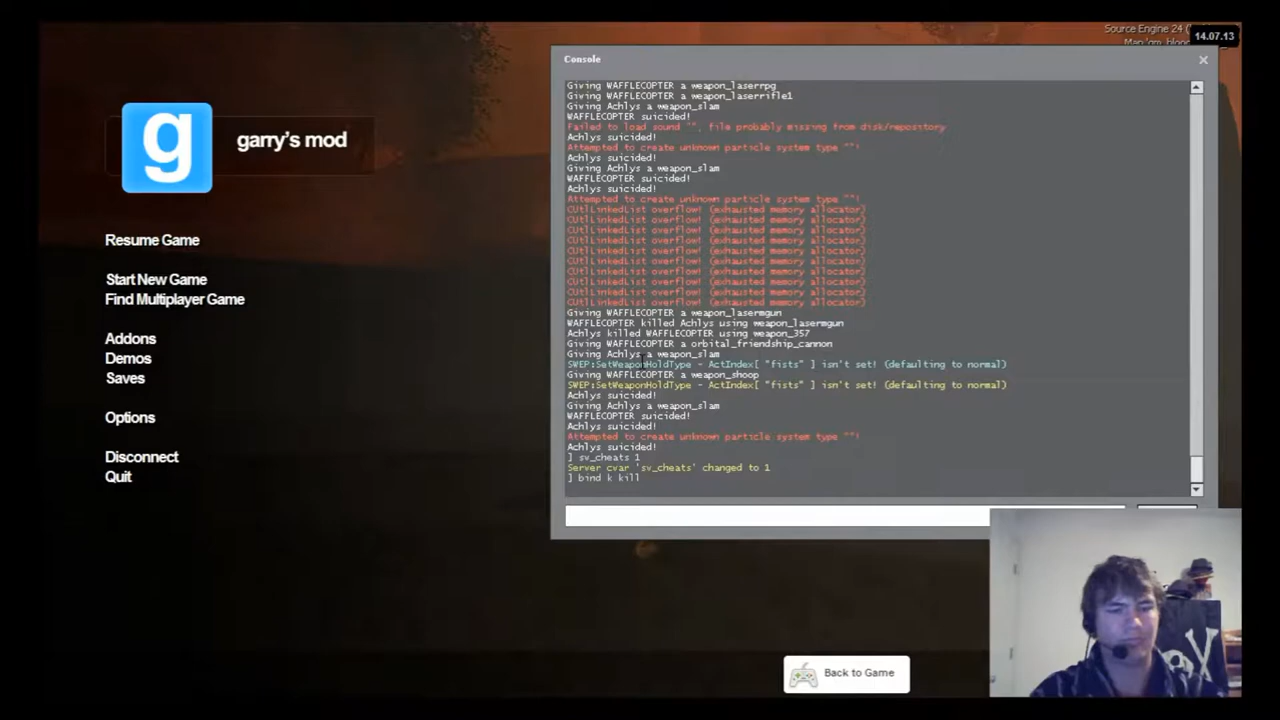 Source Engine 24
14.07.13
Console
g
garry's mod
Resume Game
Start New Game
Find Multiplayer Game
Addons
Demos
Saves
Options
Disconnect
Quit
Giving WAFFLECOPTER a weapon_laserrpg
Giving WAFFLECOPTER a weapon_laserrifle1
Giving Achlys a weapon_slam
WAFFLECOPTER suicided!
Failed to load sound "", file probably missing from disk/repository
Achlys suicided!
Attempted to create unknown particle system type ""!
Achlys suicided!
Giving Achlys a weapon_slam
WAFFLECOPTER suicided!
Achlys suicided!
Attempted to create unknown particle system type ""!
CUtlLinkedList overflow! (exhausted memory allocator)
CUtlLinkedList overflow! (exhausted memory allocator)
CUtlLinkedList overflow! (exhausted memory allocator)
CUtlLinkedList overflow! (exhausted memory allocator)
CUtlLinkedList overflow! (exhausted memory allocator)
CUtlLinkedList overflow! (exhausted memory allocator)
CUtlLinkedList overflow! (exhausted memory allocator)
CUtlLinkedList overflow! (exhausted memory allocator)
CUtlLinkedList overflow! (exhausted memory allocator)
CUtlLinkedList overflow! (exhausted memory allocator)
Giving WAFFLECOPTER a weapon_lasermgun
WAFFLECOPTER killed Achlys using weapon_lasermgun
Achlys killed WAFFLECOPTER using weapon_357
Giving WAFFLECOPTER a orbital_friendship_cannon
Giving Achlys a weapon_slam
SWEP:SetWeaponHoldType - ActIndex[ "fists" ] isn't set! (defaulting to normal)
Giving WAFFLECOPTER a weapon_shoop
SWEP:SetWeaponHoldType - ActIndex[ "fists" ] isn't set! (defaulting to normal)
Achlys suicided!
Giving Achlys a weapon_slam
WAFFLECOPTER suicided!
Achlys suicided!
Attempted to create unknown particle system type ""!
Achlys suicided!
] sv_cheats 1
Server cvar 'sv_cheats' changed to 1
] bind k kill
Back to Game